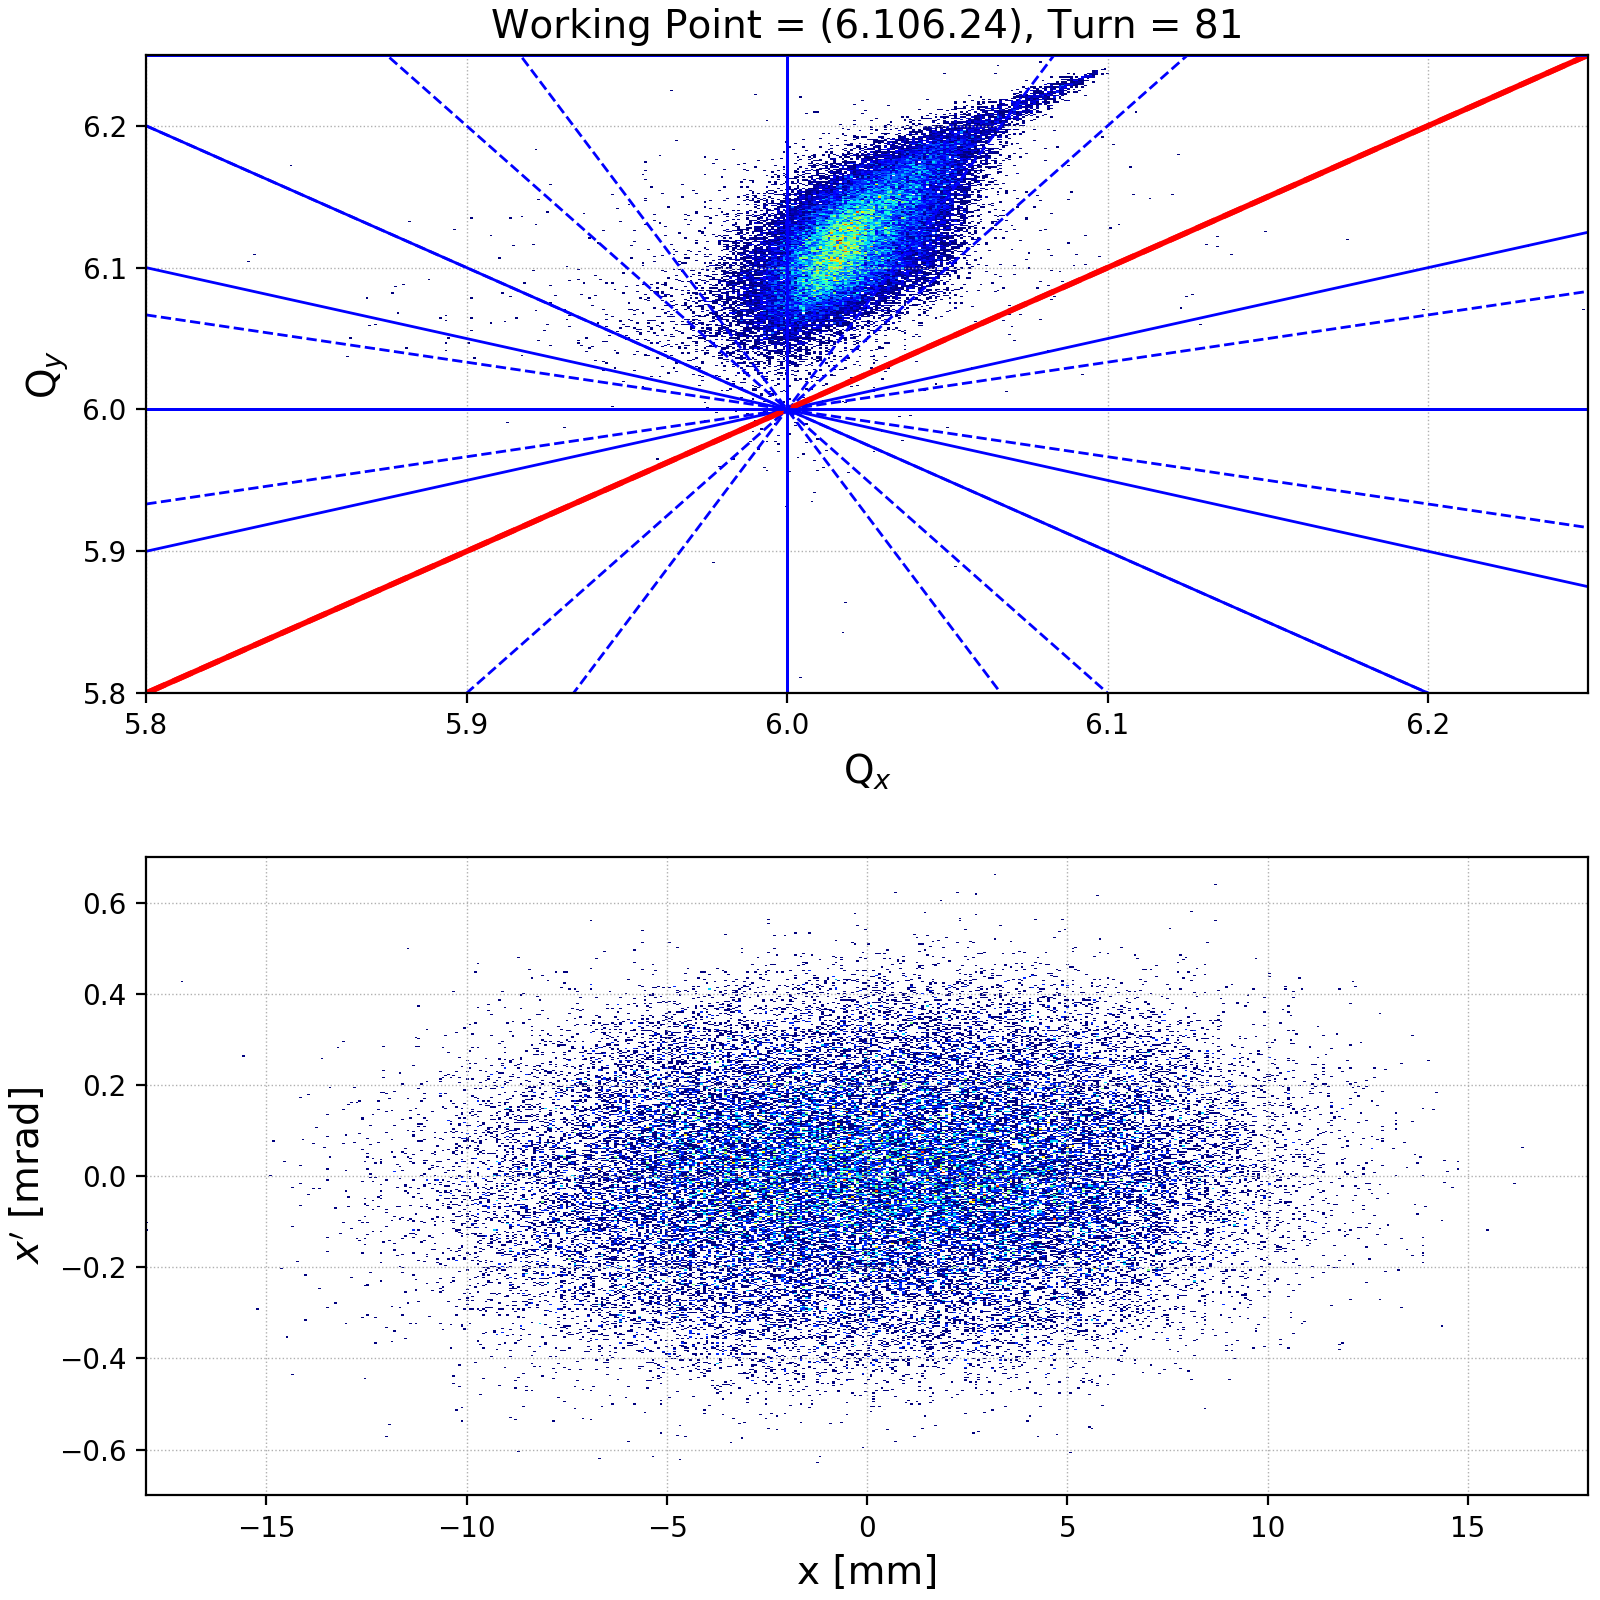 Working Point = (6.106.24), Turn = 81
Q_y
6.2
6.1
6.0
5.9
5.8
5.8 5.9 6.0 6.1 6.2
Q_x
x′ [mrad]
0.6
0.4
0.2
0.0
−0.2
−0.4
−0.6
−15 −10 −5 0 5 10 15
x [mm]